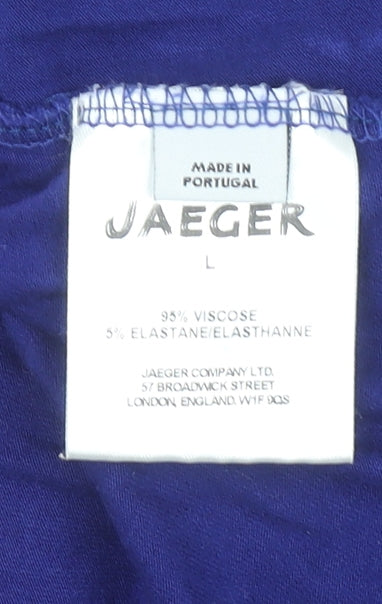 MADE IN
PORTUGAL
JAEGER
L
95% VISCOSE
5% ELASTANE/ELASTHANNE
JAEGER COMPANY LTD.
57 BROADWICK STREET
LONDON, ENGLAND. W1F 9QS